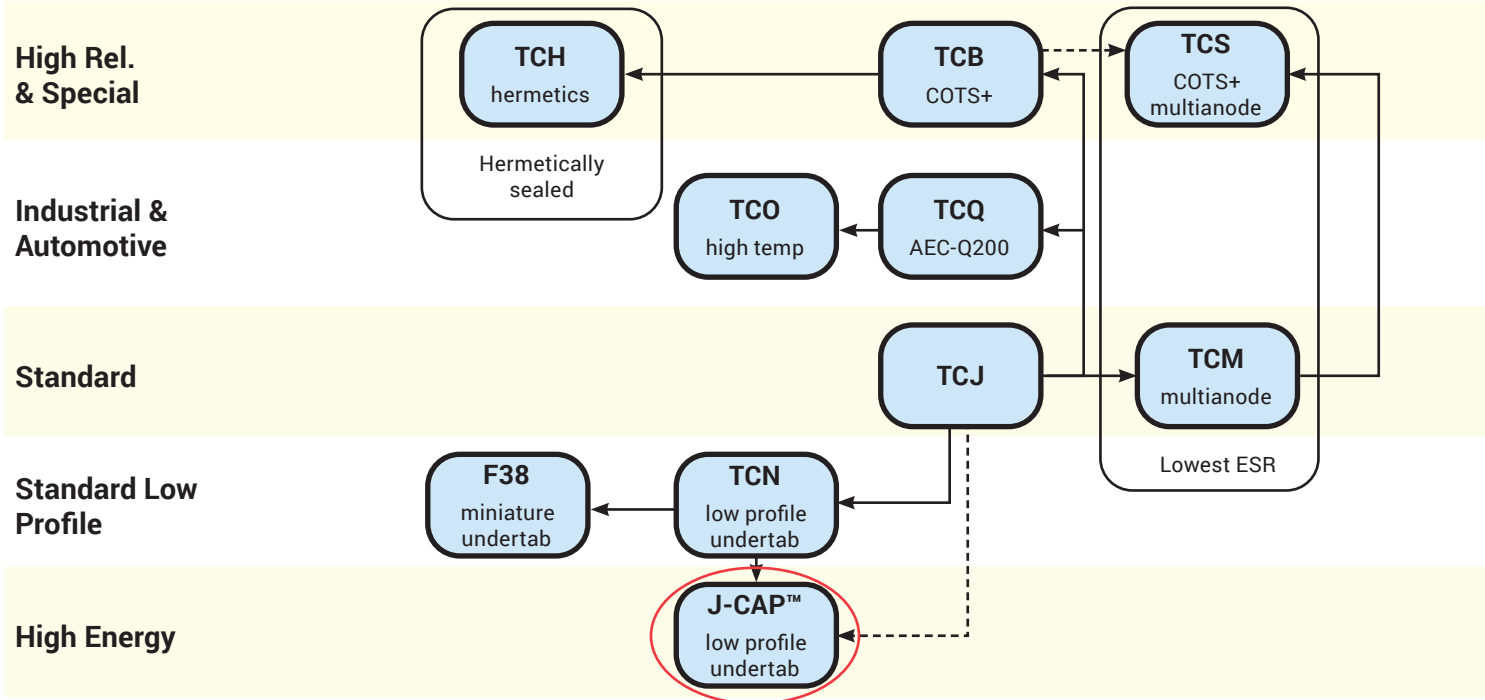 High Rel.
& Special
TCH
hermetics
Hermetically
sealed
TCB
COTS+
TCS
COTS+
multianode
Industrial &
Automotive
TCO
high temp
TCQ
AEC-Q200
Standard
TCJ
TCM
multianode
Lowest ESR
Standard Low
Profile
F38
miniature
undertab
TCN
low profile
undertab
High Energy
J-CAP™
low profile
undertab